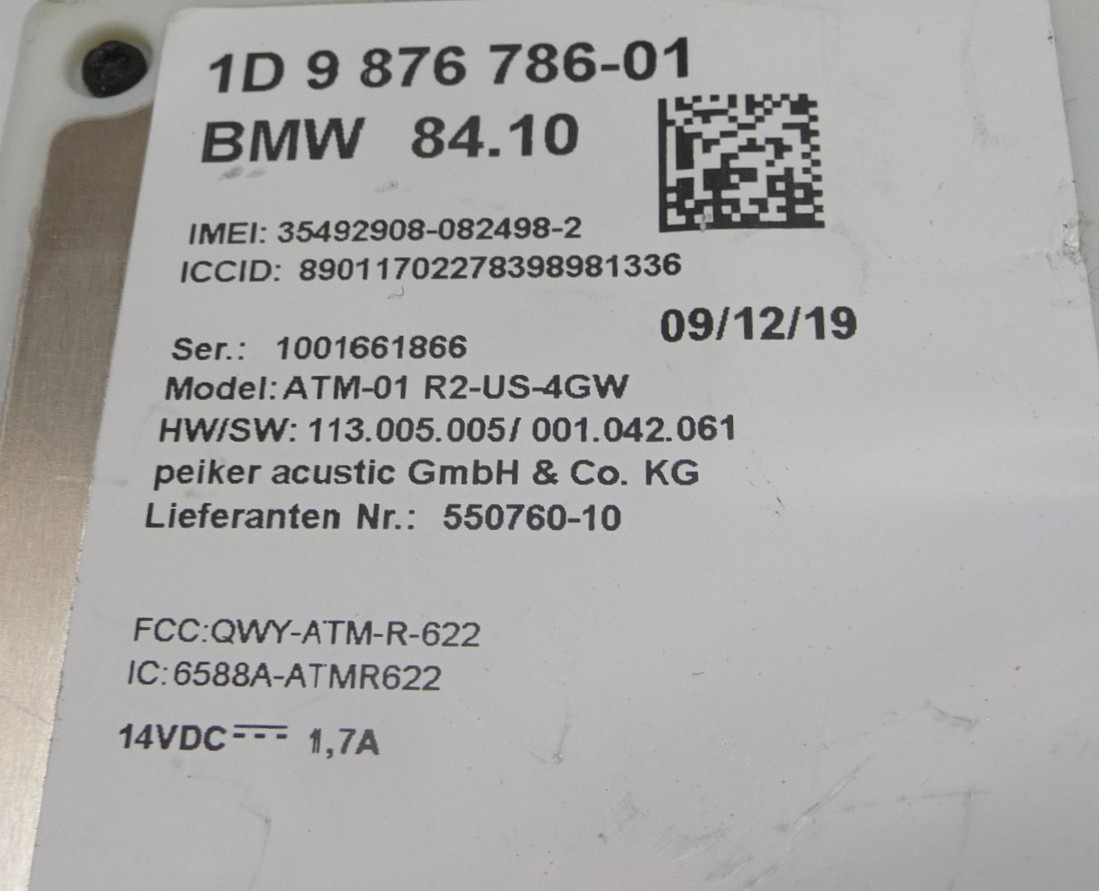 1D 9 876 786-01
BMW 84.10
IMEI: 35492908-082498-2
ICCID: 89011702278398981336
09/12/19
Ser.: 1001661866
Model: ATM-01 R2-US-4GW
HW/SW: 113.005.005/ 001.042.061
peiker acustic GmbH & Co. KG
Lieferanten Nr.: 550760-10
FCC:QWY-ATM-R-622
IC:6588A-ATMR622
14VDC⎓ 1,7A